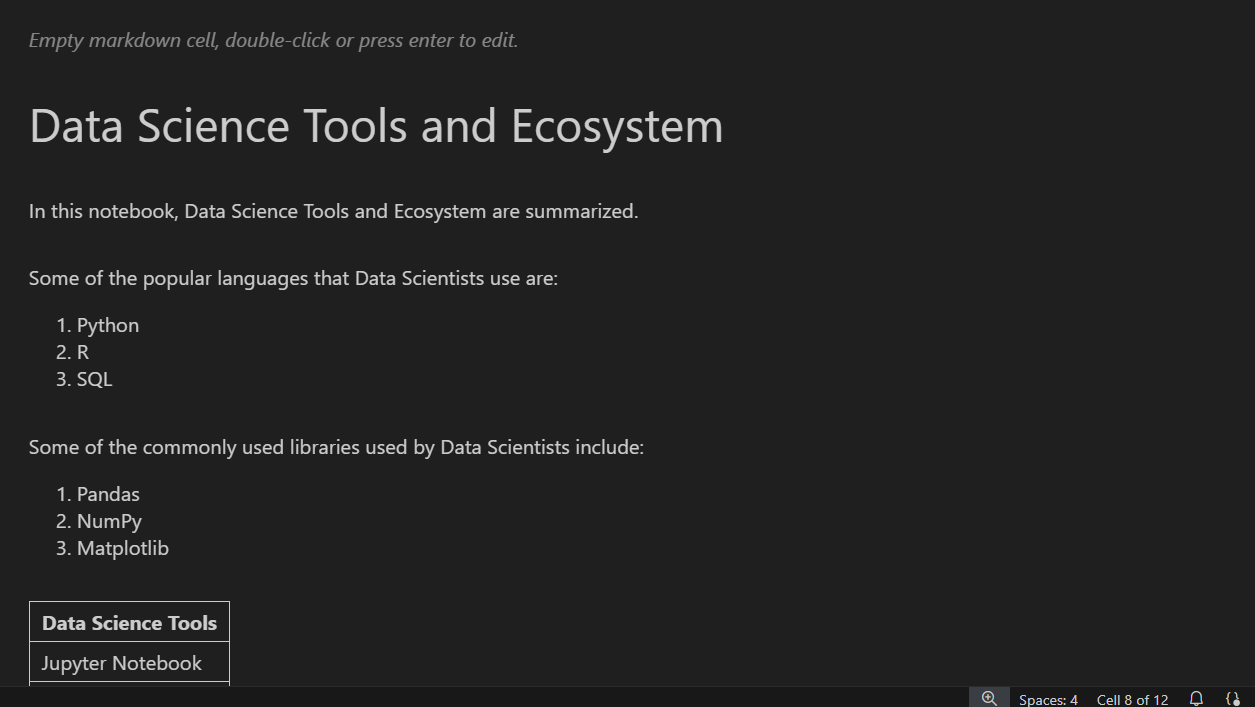 Empty markdown cell, double-click or press enter to edit.
Data Science Tools and Ecosystem
In this notebook, Data Science Tools and Ecosystem are summarized.
Some of the popular languages that Data Scientists use are:
1. Python
2. R
3. SQL
Some of the commonly used libraries used by Data Scientists include:
1. Pandas
2. NumPy
3. Matplotlib
Data Science Tools
Jupyter Notebook
Spaces: 4 Cell 8 of 12